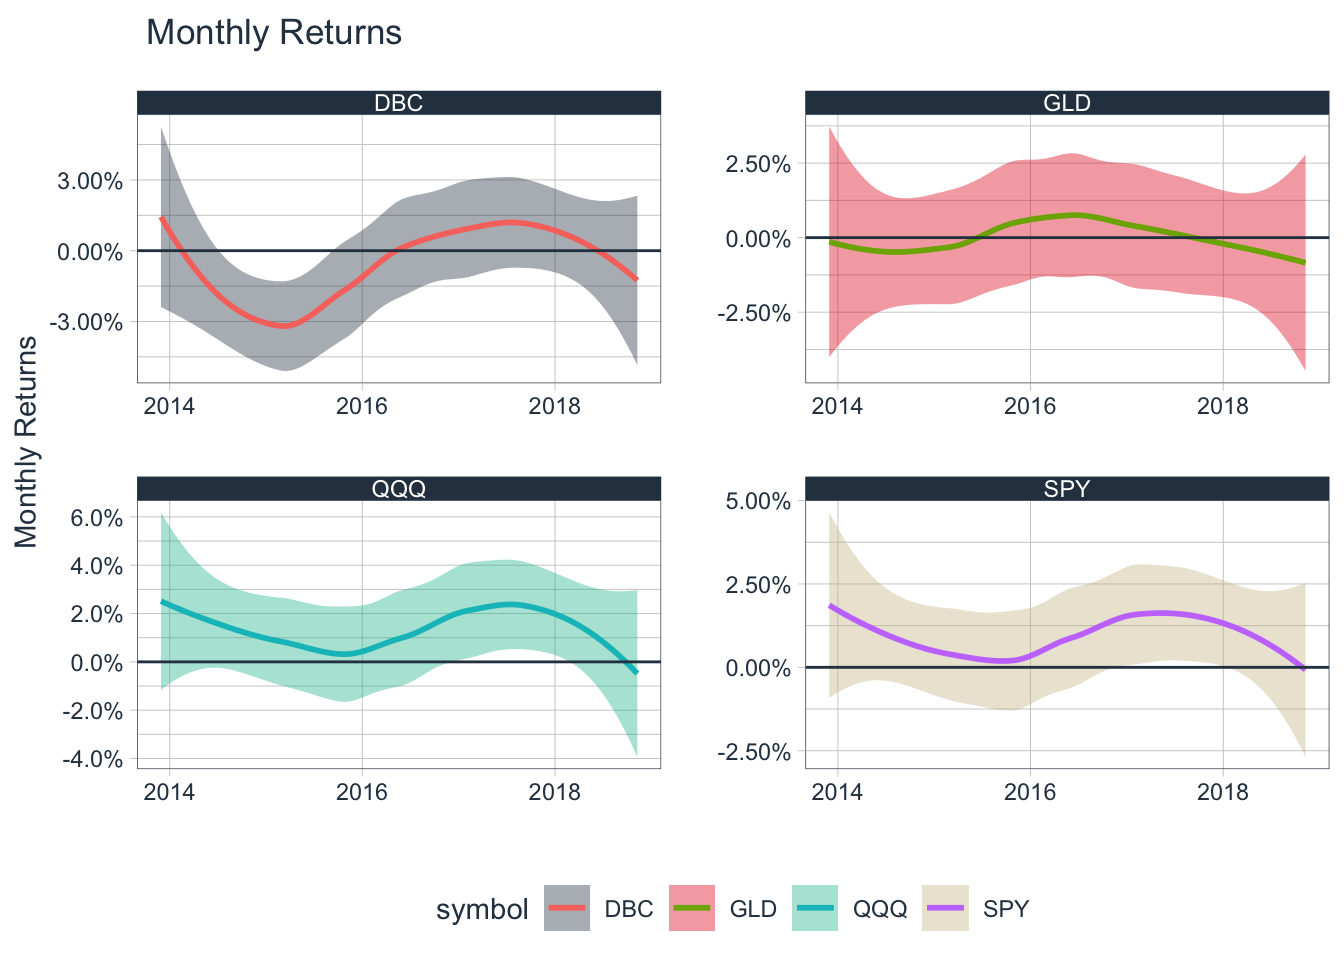 Monthly Returns
DBC
GLD
3.00%
0.00%
-3.00%
2.50%
0.00%
-2.50%
2014 2016 2018
2014 2016 2018
Monthly Returns
QQQ
SPY
6.0%
4.0%
2.0%
0.0%
-2.0%
-4.0%
5.00%
2.50%
0.00%
-2.50%
2014 2016 2018
2014 2016 2018
symbol DBC GLD QQQ SPY